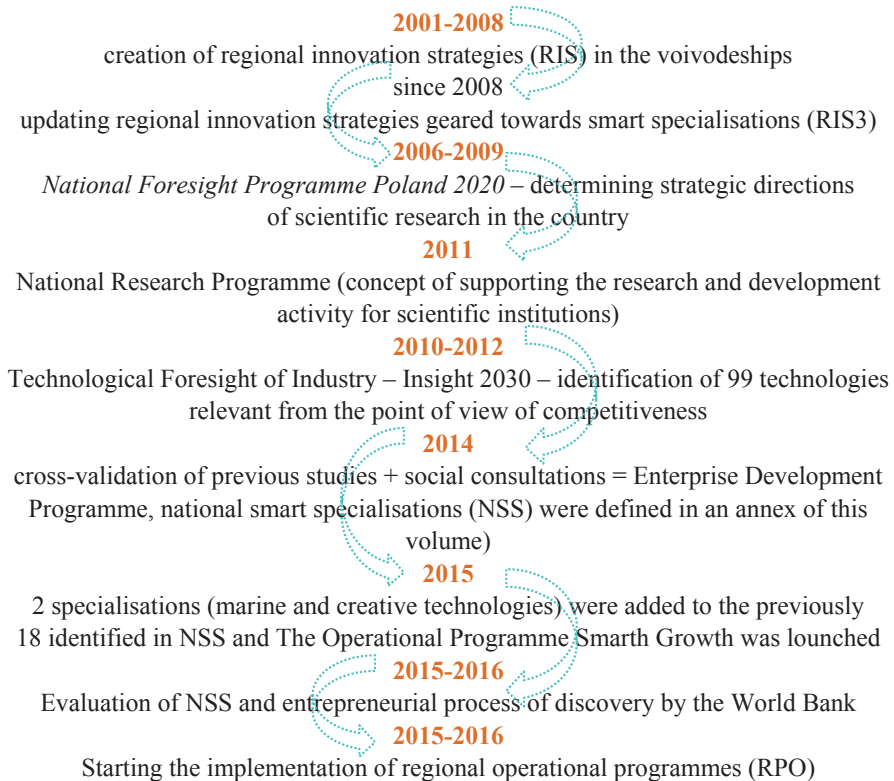 2001-2008
creation of regional innovation strategies (RIS) in the voivodeships
since 2008
updating regional innovation strategies geared towards smart specialisations (RIS3)
2006-2009
National Foresight Programme Poland 2020 – determining strategic directions
of scientific research in the country
2011
National Research Programme (concept of supporting the research and development
activity for scientific institutions)
2010-2012
Technological Foresight of Industry – Insight 2030 – identification of 99 technologies
relevant from the point of view of competitiveness
2014
cross-validation of previous studies + social consultations = Enterprise Development
Programme, national smart specialisations (NSS) were defined in an annex of this
volume)
2015
2 specialisations (marine and creative technologies) were added to the previously
18 identified in NSS and The Operational Programme Smarth Growth was lounched
2015-2016
Evaluation of NSS and entrepreneurial process of discovery by the World Bank
2015-2016
Starting the implementation of regional operational programmes (RPO)